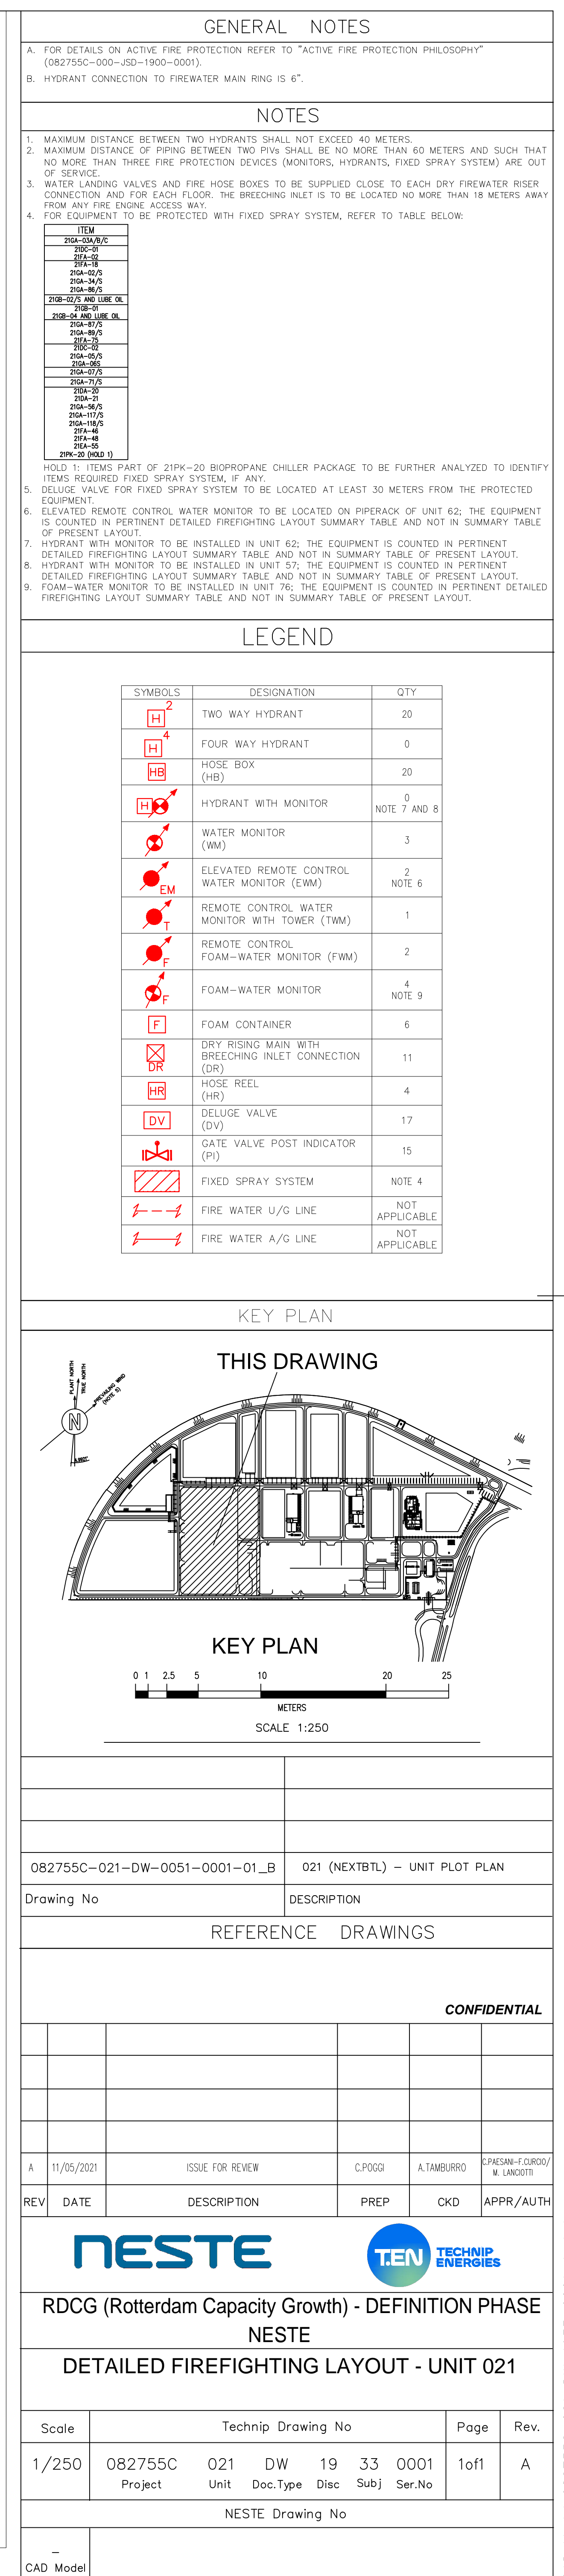 GENERAL NOTES
A. FOR DETAILS ON ACTIVE FIRE PROTECTION REFER TO "ACTIVE FIRE PROTECTION PHILOSOPHY"
(082755C-000-JSD-1900-0001).
B. HYDRANT CONNECTION TO FIREWATER MAIN RING IS 6".
NOTES
1. MAXIMUM DISTANCE BETWEEN TWO HYDRANTS SHALL NOT EXCEED 40 METERS.
2. MAXIMUM DISTANCE OF PIPING BETWEEN TWO PIVs SHALL BE NO MORE THAN 60 METERS AND SUCH THAT
NO MORE THAN THREE FIRE PROTECTION DEVICES (MONITORS, HYDRANTS, FIXED SPRAY SYSTEM) ARE OUT
OF SERVICE.
3. WATER LANDING VALVES AND FIRE HOSE BOXES TO BE SUPPLIED CLOSE TO EACH DRY FIREWATER RISER
CONNECTION AND FOR EACH FLOOR. THE BREECHING INLET IS TO BE LOCATED NO MORE THAN 18 METERS AWAY
FROM ANY FIRE ENGINE ACCESS WAY.
4. FOR EQUIPMENT TO BE PROTECTED WITH FIXED SPRAY SYSTEM, REFER TO TABLE BELOW:
ITEM
21GA-03A/B/C
21DC-01
21FA-02
21FA-18
21GA-02/S
21GA-34/S
21GA-86/S
21GB-02/S AND LUBE OIL
21GB-01
21GB-04 AND LUBE OIL
21GA-87/S
21GA-89/S
21FA-75
21DC-02
21GA-05/S
21GA-06S
21GA-07/S
21GA-71/S
21DA-20
21DA-21
21GA-56/S
21GA-117/S
21GA-118/S
21FA-46
21FA-48
21EA-55
21PK-20 (HOLD 1)
HOLD 1: ITEMS PART OF 21PK-20 BIOPROPANE CHILLER PACKAGE TO BE FURTHER ANALYZED TO IDENTIFY
ITEMS REQUIRED FIXED SPRAY SYSTEM, IF ANY.
5. DELUGE VALVE FOR FIXED SPRAY SYSTEM TO BE LOCATED AT LEAST 30 METERS FROM THE PROTECTED
EQUIPMENT.
6. ELEVATED REMOTE CONTROL WATER MONITOR TO BE LOCATED ON PIPERACK OF UNIT 62; THE EQUIPMENT
IS COUNTED IN PERTINENT DETAILED FIREFIGHTING LAYOUT SUMMARY TABLE AND NOT IN SUMMARY TABLE
OF PRESENT LAYOUT.
7. HYDRANT WITH MONITOR TO BE INSTALLED IN UNIT 62; THE EQUIPMENT IS COUNTED IN PERTINENT
DETAILED FIREFIGHTING LAYOUT SUMMARY TABLE AND NOT IN SUMMARY TABLE OF PRESENT LAYOUT.
8. HYDRANT WITH MONITOR TO BE INSTALLED IN UNIT 57; THE EQUIPMENT IS COUNTED IN PERTINENT
DETAILED FIREFIGHTING LAYOUT SUMMARY TABLE AND NOT IN SUMMARY TABLE OF PRESENT LAYOUT.
9. FOAM-WATER MONITOR TO BE INSTALLED IN UNIT 76; THE EQUIPMENT IS COUNTED IN PERTINENT DETAILED
FIREFIGHTING LAYOUT SUMMARY TABLE AND NOT IN SUMMARY TABLE OF PRESENT LAYOUT.
LEGEND
SYMBOLS DESIGNATION QTY
H 2 TWO WAY HYDRANT 20
H 4 FOUR WAY HYDRANT 0
HB HOSE BOX
(HB) 20
H HYDRANT WITH MONITOR 0
NOTE 7 AND 8
WATER MONITOR
(WM) 3
EM ELEVATED REMOTE CONTROL
WATER MONITOR (EWM) 2
NOTE 6
T REMOTE CONTROL WATER
MONITOR WITH TOWER (TWM) 1
F REMOTE CONTROL
FOAM-WATER MONITOR (FWM) 2
F FOAM-WATER MONITOR 4
NOTE 9
F FOAM CONTAINER 6
DR DRY RISING MAIN WITH
BREECHING INLET CONNECTION
(DR) 11
HR HOSE REEL
(HR) 4
DV DELUGE VALVE
(DV) 17
GATE VALVE POST INDICATOR
(PI) 15
FIXED SPRAY SYSTEM NOTE 4
FIRE WATER U/G LINE NOT
APPLICABLE
FIRE WATER A/G LINE NOT
APPLICABLE
KEY PLAN
THIS DRAWING
PLANT NORTH
TRUE NORTH
PREVAILING WIND
(NOTE 5)
N
KEY PLAN
0 1 2.5 5 10 20 25
METERS
SCALE 1:250
082755C-021-DW-0051-0001-01_B 021 (NEXTBTL) - UNIT PLOT PLAN
Drawing No DESCRIPTION
REFERENCE DRAWINGS
CONFIDENTIAL
A 11/05/2021 ISSUE FOR REVIEW C.POGGI A.TAMBURRO C.PAESANI-F.CURCIO/
M. LANCIOTTI
REV DATE DESCRIPTION PREP CKD APPR/AUTH
NESTE
T.EN TECHNIP
ENERGIES
RDCG (Rotterdam Capacity Growth) - DEFINITION PHASE
NESTE
DETAILED FIREFIGHTING LAYOUT - UNIT 021
Scale Technip Drawing No Page Rev.
1/250 082755C 021 DW 19 33 0001 1of1 A
Project Unit Doc.Type Disc Subj Ser.No
NESTE Drawing No
-
CAD Model